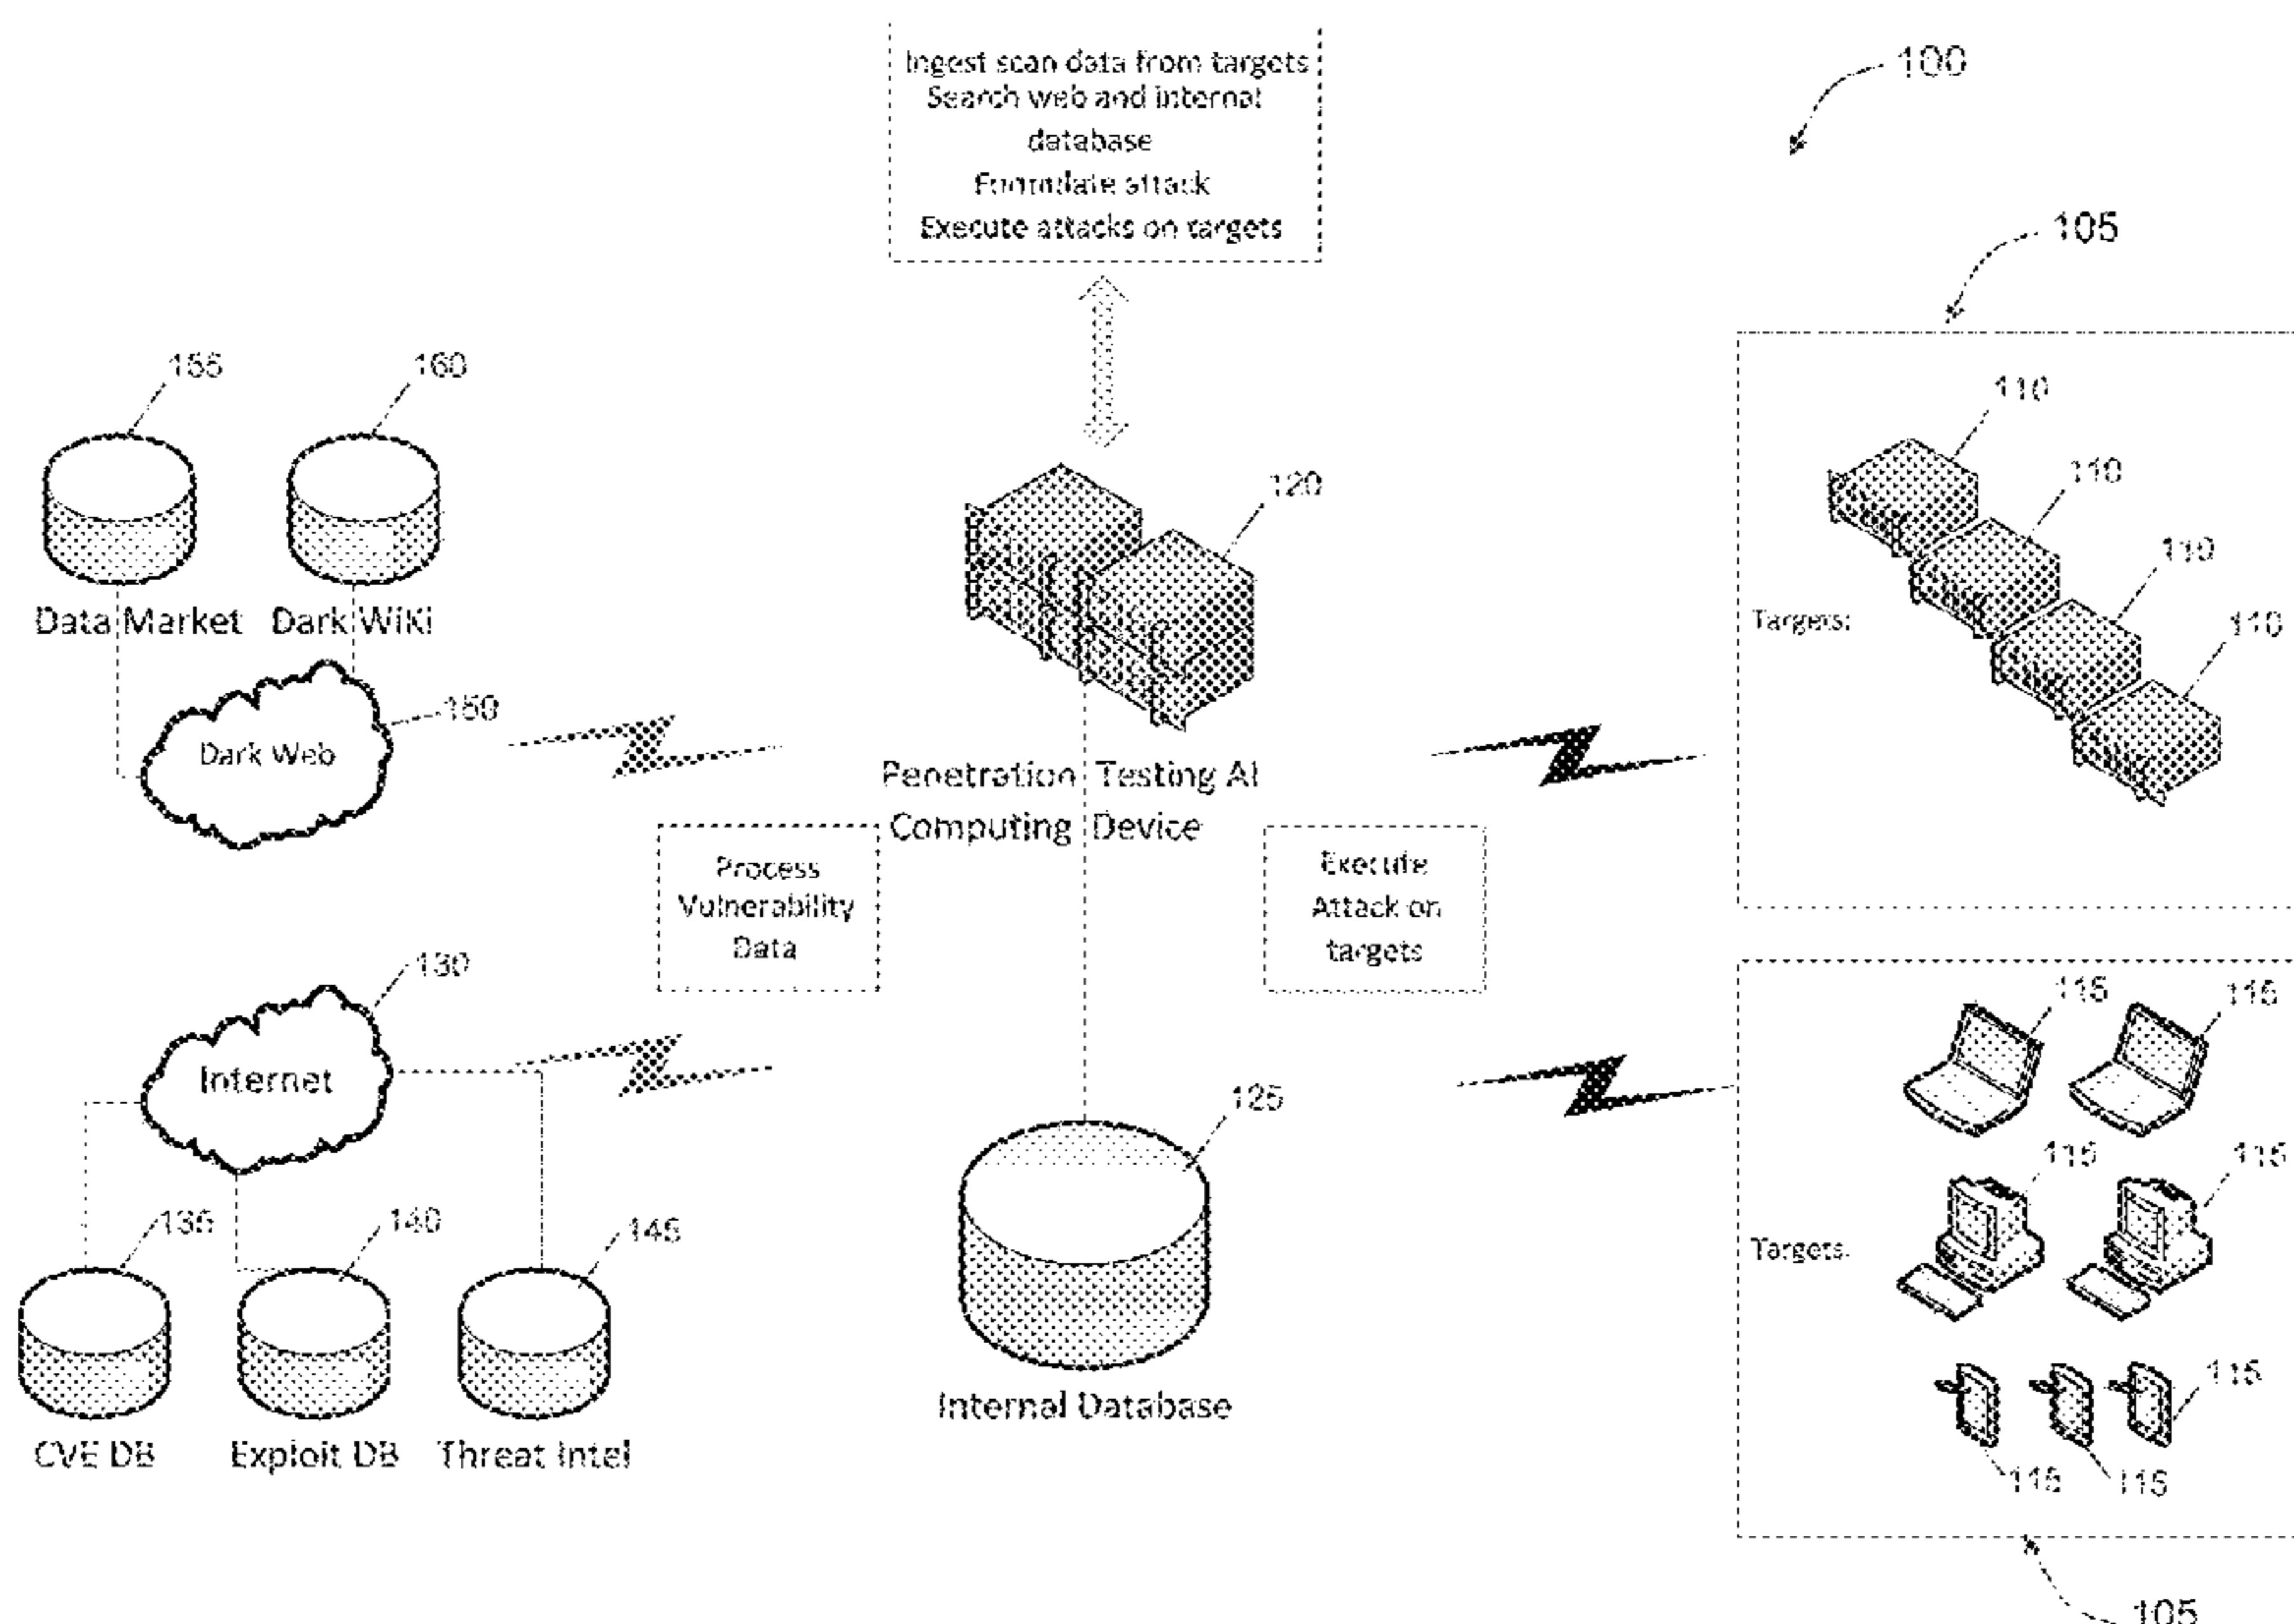 Ingest scan data from targets
Search web and internal
database
Formulate attack
Execute attacks on targets
100
105
155
160
Data Market
Dark Wiki
150
Dark Web
120
Penetration Testing AI
Computing Device
110
110
110
110
Targets:
Process
Vulnerability
Data
Execute
Attack on
targets
130
Internet
135
140
145
CVE DB
Exploit DB
Threat Intel
125
Internal Database
115
115
115
115
Targets:
115
115
115
105